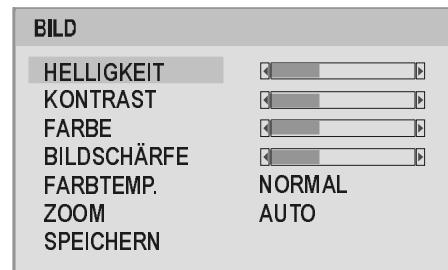 BILD
HELLIGKEIT
KONTRAST
FARBE
BILDSCHÄRFE
FARBTEMP. NORMAL
ZOOM AUTO
SPEICHERN